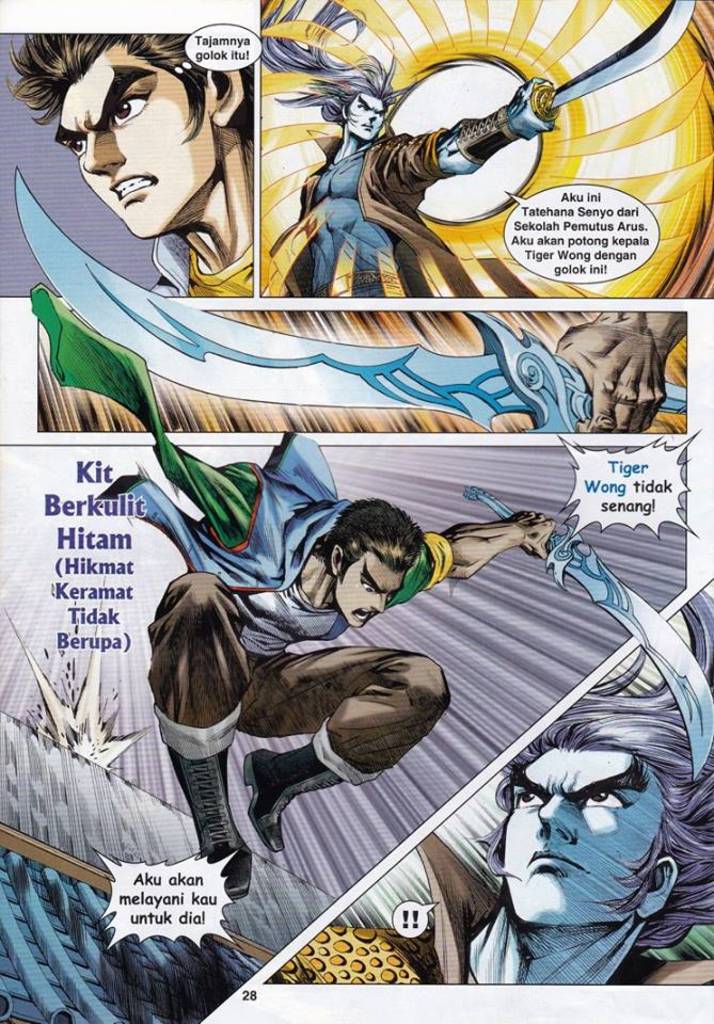 Tajamnya
golok itu!
Aku ini
Tatehana Senyo dari
Sekolah Pemutus Arus.
Aku akan potong kepala
Tiger Wong dengan
golok ini!
Kit
Berkulit
Hitam
(Hikmat
Keramat
Tidak
Berupa)
Tiger
Wong tidak
senang!
Aku akan
melayani kau
untuk dia!
!!
28